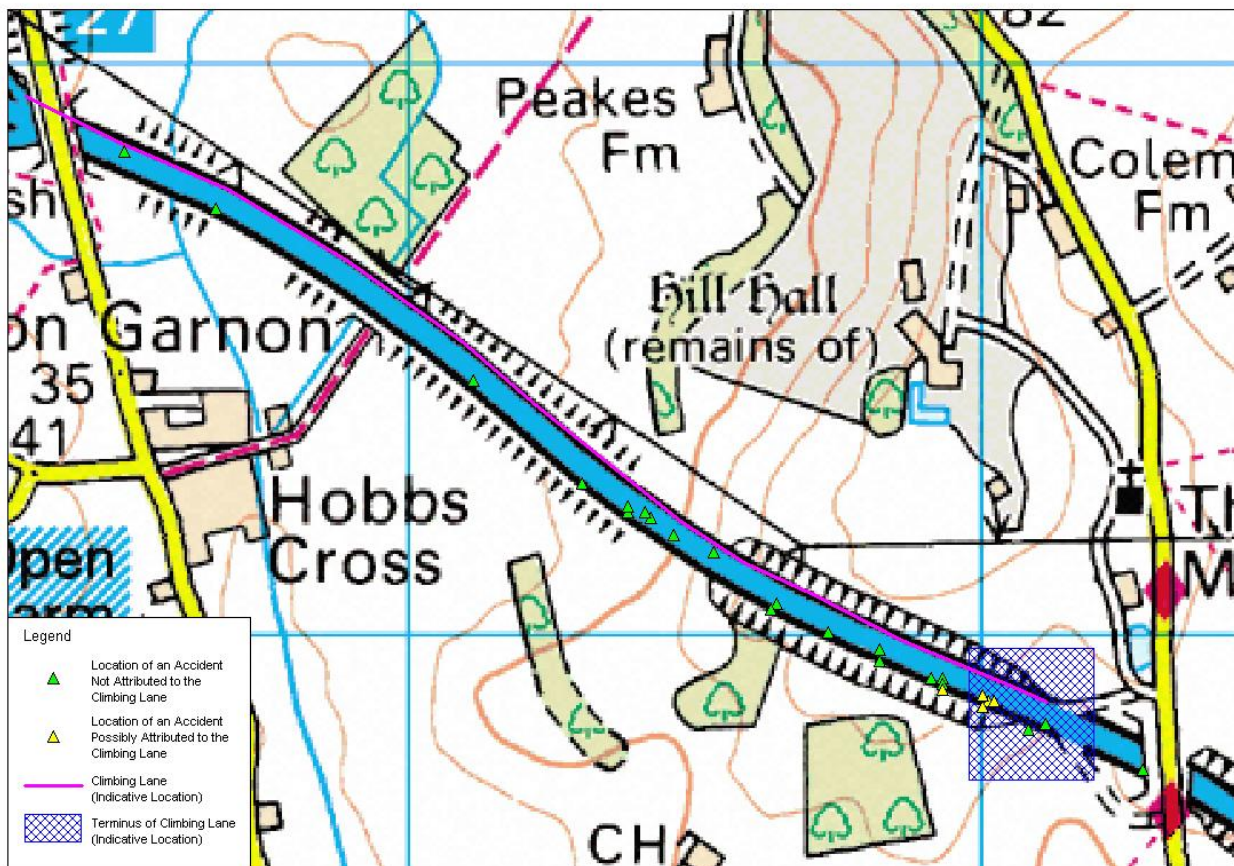 27
82
Peakes
Fm
Colem
Fm
sh
Hill Hall
(remains of)
on Garnon
35
41
Hobbs
Cross
Th
M
Open
arm
CH
Legend
Location of an Accident
Not Attributed to the
Climbing Lane
Location of an Accident
Possibly Attributed to the
Climbing Lane
Climbing Lane
(Indicative Location)
Terminus of Climbing Lane
(Indicative Location)